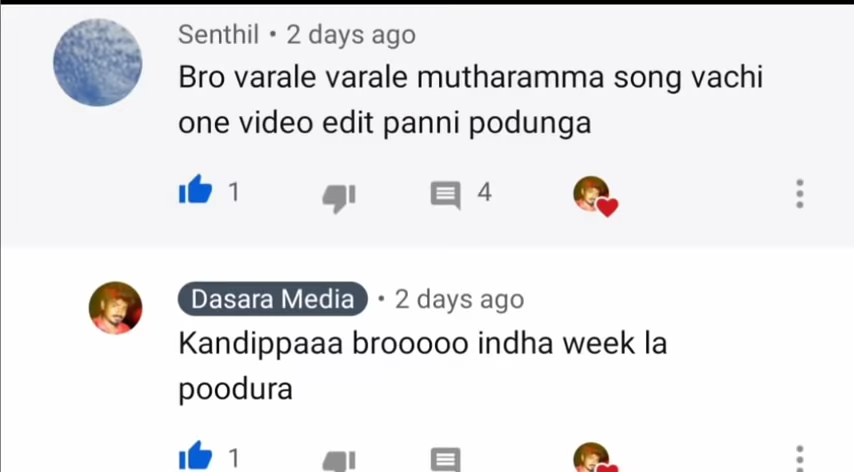 Senthil • 2 days ago
Bro varale varale mutharamma song vachi
one video edit panni podunga
1 4
Dasara Media • 2 days ago
Kandippaaa brooooo indha week la
poodura
1